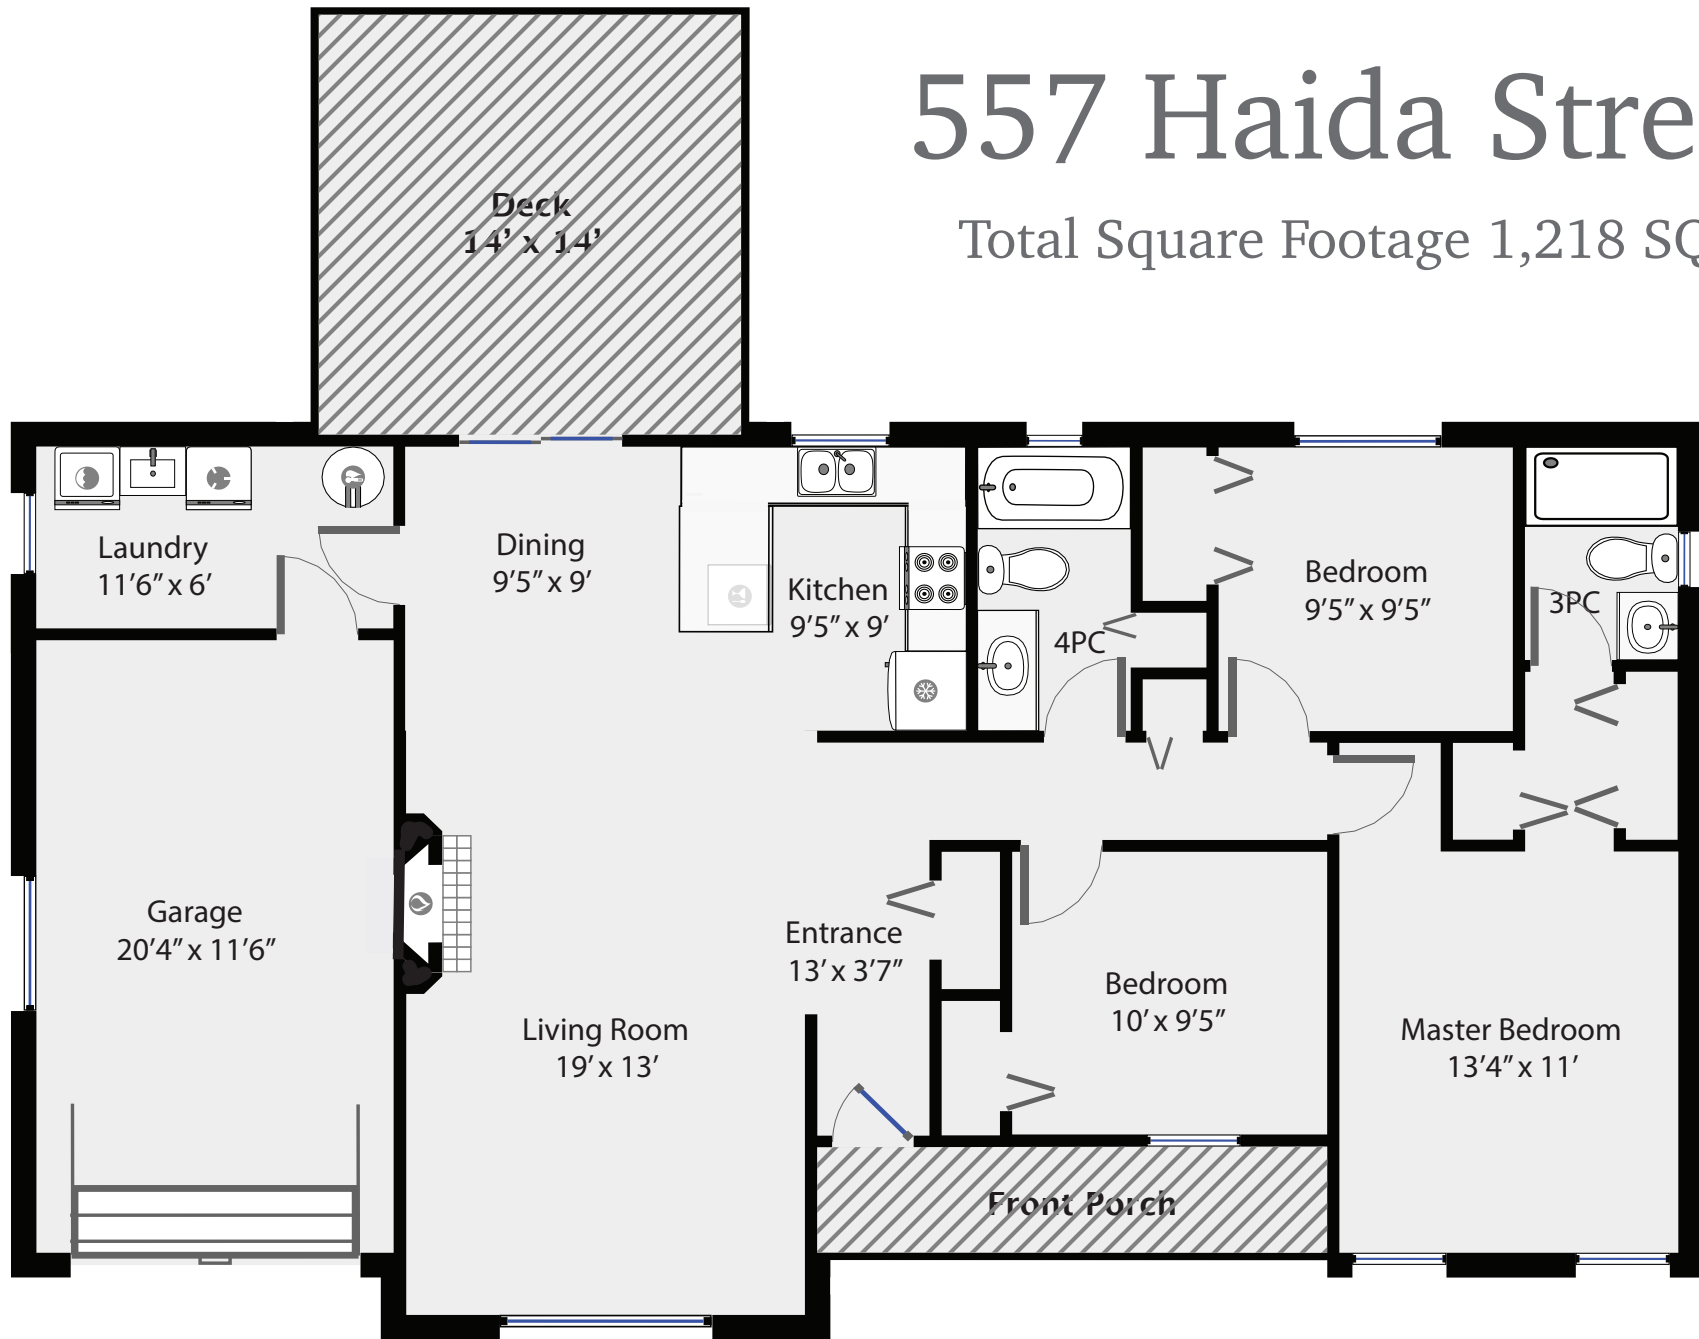 557 Haida Stre
Total Square Footage 1,218 SQ
Deck
14’ x 14’
Laundry
11’6” x 6’
Dining
9’5” x 9’
Kitchen
9’5” x 9’
4PC
Bedroom
9’5” x 9’5”
3PC
Garage
20’4” x 11’6”
Entrance
13’ x 3’7”
Living Room
19’ x 13’
Bedroom
10’ x 9’5”
Master Bedroom
13’4” x 11’
Front Porch